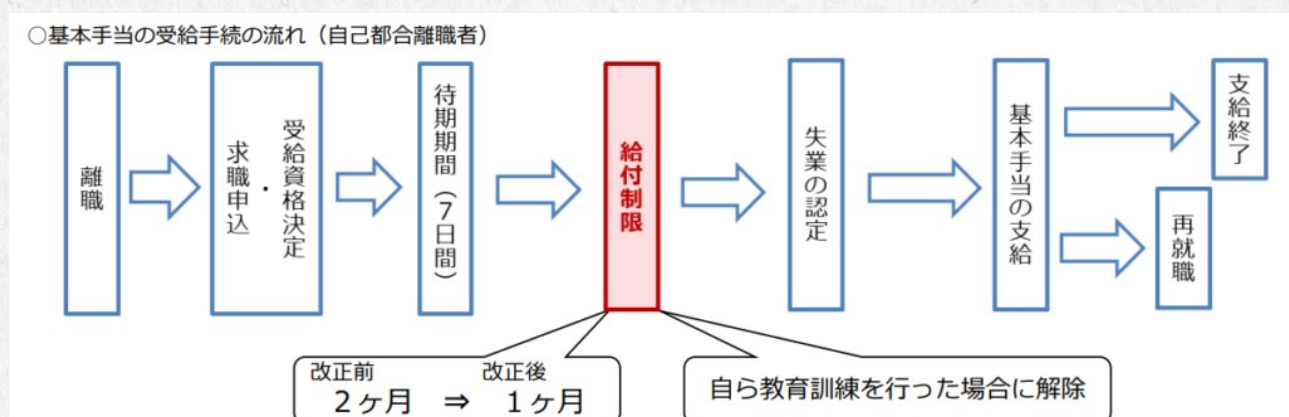 ○基本手当の受給手続の流れ（自己都合離職者）
離職
受給資格決定
・
求職申込
待期期間（7日間）
給付制限
失業の認定
基本手当の支給
支給終了
再就職
改正前
改正後
2ヶ月 ⇒ 1ヶ月
自ら教育訓練を行った場合に解除